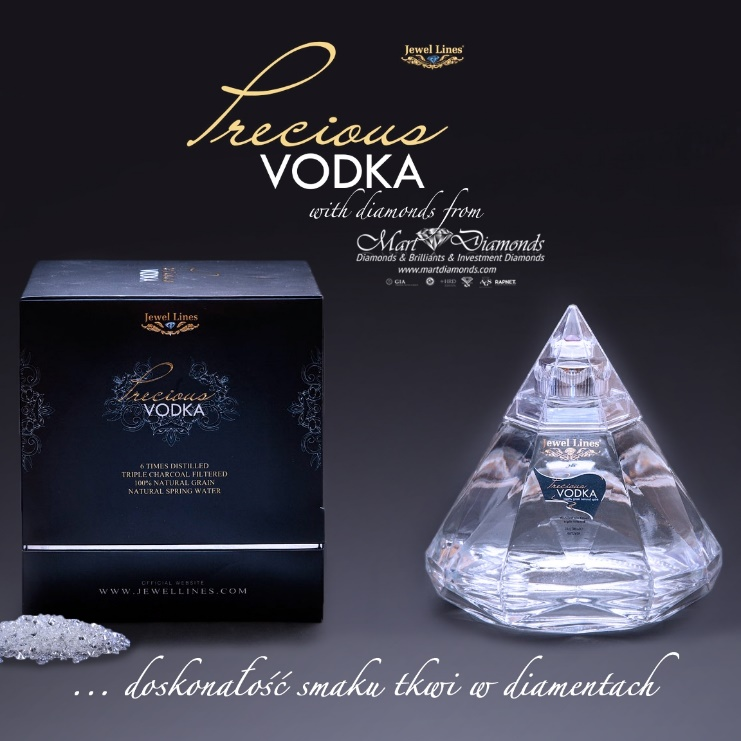 Jewel Lines
Precious
VODKA
with diamonds from
Mart Diamonds
Diamonds & Brilliants & Investment Diamonds
www.martdiamonds.com
GIA
HRD
RAPNET
VODKA
Jewel Lines
Precious
VODKA
6 TIMES DISTILLED
TRIPLE CHARCOAL FILTERED
100% NATURAL GRAIN
NATURAL SPRING WATER
OFFICIAL WEBSITE
WWW.JEWELLINES.COM
Jewel Lines
Precious
VODKA
... doskonałość smaku tkwi w diamentach